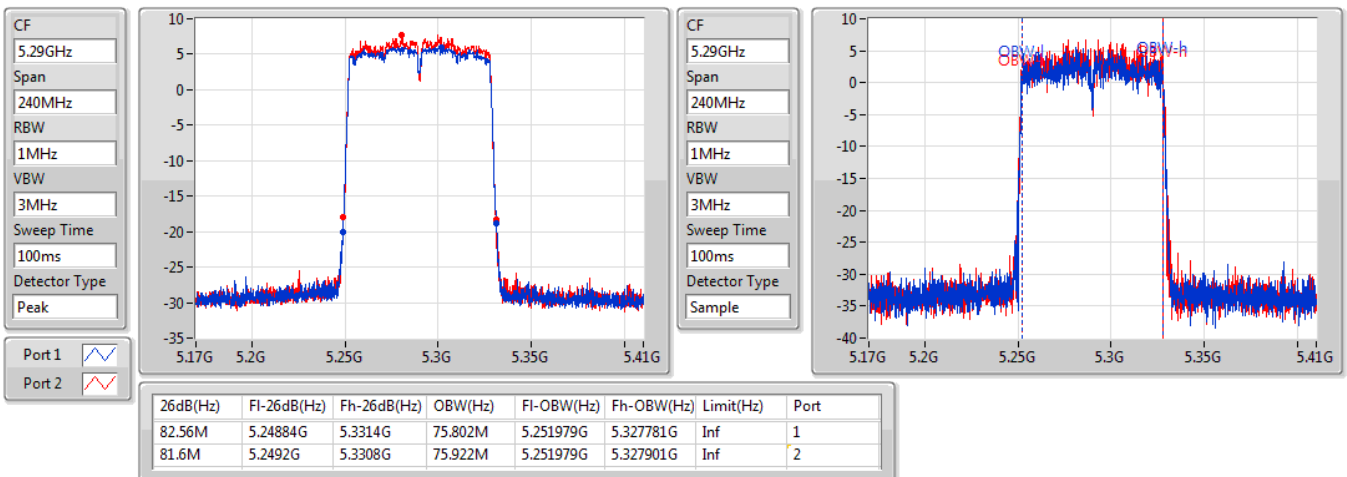 CF
5.29GHz
Span
240MHz
RBW
1MHz
VBW
3MHz
Sweep Time
100ms
Detector Type
Peak
10
5
0
-5
-10
-15
-20
-25
-30
-35
5.17G 5.2G 5.25G 5.3G 5.35G 5.41G
CF
5.29GHz
Span
240MHz
RBW
1MHz
VBW
3MHz
Sweep Time
100ms
Detector Type
Sample
10
5
0
-5
-10
-15
-20
-25
-30
-35
-40
OBW-l OBW-h
5.17G 5.2G 5.25G 5.3G 5.35G 5.41G
Port 1
Port 2
26dB(Hz) Fl-26dB(Hz) Fh-26dB(Hz) OBW(Hz) Fl-OBW(Hz) Fh-OBW(Hz) Limit(Hz) Port
82.56M 5.24884G 5.3314G 75.802M 5.251979G 5.327781G Inf 1
81.6M 5.2492G 5.3308G 75.922M 5.251979G 5.327901G Inf 2